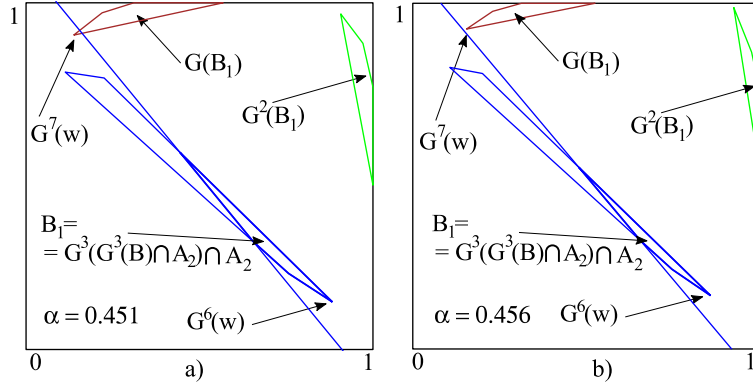 1
G(B₁)
G²(B₁)
G⁷(w)
B₁=
= G³(G³(B)∩A₂)∩A₂
G⁶(w)
α = 0.451
0
1
a)
1
G(B₁)
G²(B₁)
G⁷(w)
B₁=
= G³(G³(B)∩A₂)∩A₂
G⁶(w)
α = 0.456
0
1
b)